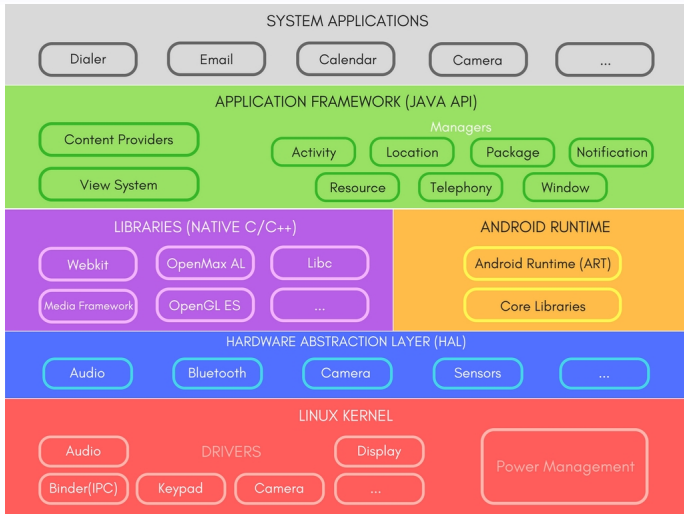 SYSTEM APPLICATIONS
Dialer
Email
Calendar
Camera
...
APPLICATION FRAMEWORK (JAVA API)
Managers
Content Providers
Activity
Location
Package
Notification
View System
Resource
Telephony
Window
LIBRARIES (NATIVE C/C++)
Webkit
OpenMax AL
Libc
Media Framework
OpenGL ES
...
ANDROID RUNTIME
Android Runtime (ART)
Core Libraries
HARDWARE ABSTRACTION LAYER (HAL)
Audio
Bluetooth
Camera
Sensors
...
LINUX KERNEL
Audio
DRIVERS
Display
Binder(IPC)
Keypad
Camera
...
Power Management